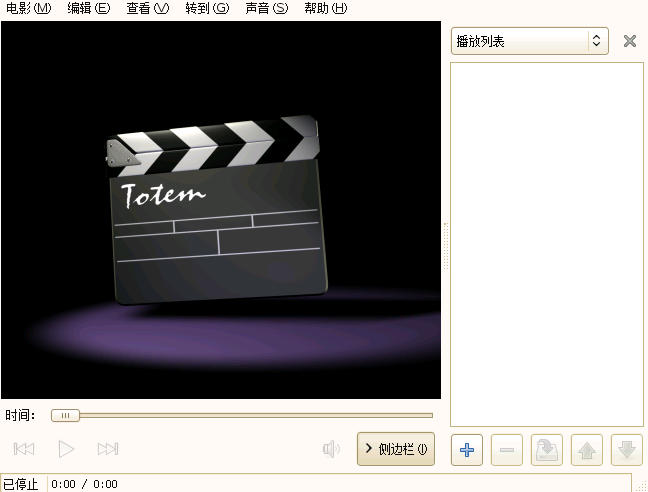 电影(M) 编辑(E) 查看(V) 转到(G) 声音(S) 帮助(H)
播放列表
Totem
时间:
侧边栏(I)
已停止 0:00 / 0:00